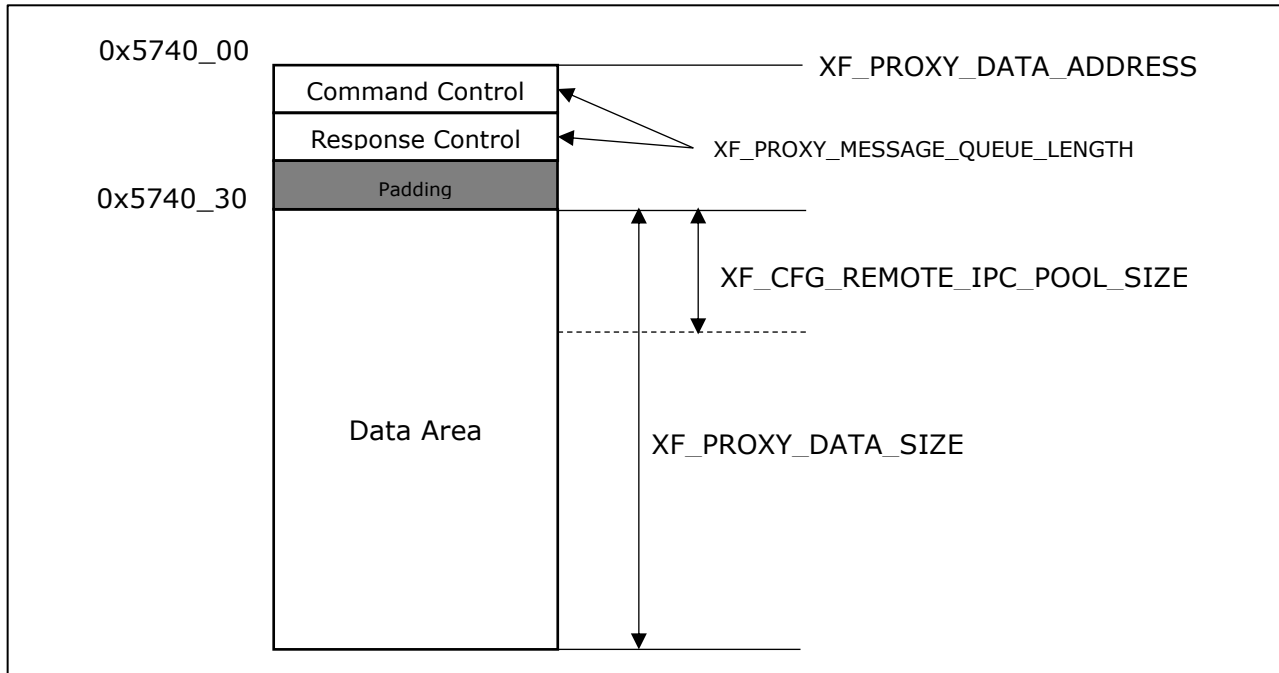 0x5740_00
XF_PROXY_DATA_ADDRESS
Command Control
Response Control
XF_PROXY_MESSAGE_QUEUE_LENGTH
Padding
0x5740_30
XF_CFG_REMOTE_IPC_POOL_SIZE
Data Area
XF_PROXY_DATA_SIZE